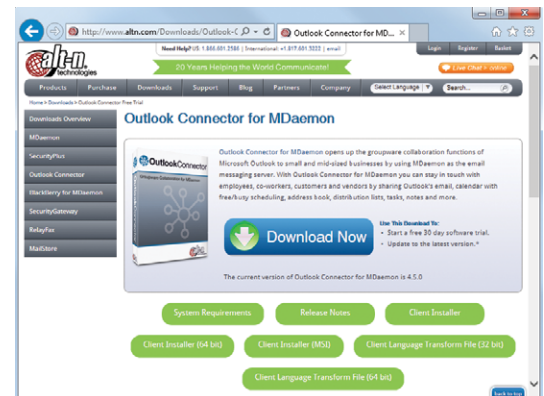 http://www.altn.com/Downloads/Outlook-C
Outlook Connector for MD...
alt-n
technologies
Need Help? US: 1.866.601.2586 | International: +1.817.601.3222 | email
Login
Register
Basket
20 Years Helping the World Communicate!
Live Chat - online
Products
Purchase
Downloads
Support
Blog
Partners
Company
Select Language
Search...
Home > Downloads > Outlook Connector Free Trial
Downloads Overview
MDaemon
SecurityPlus
Outlook Connector
BlackBerry for MDaemon
SecurityGateway
RelayFax
MailStore
Outlook Connector for MDaemon
OutlookConnector
Outlook Connector for MDaemon opens up the groupware collaboration functions of
Microsoft Outlook to small and mid-sized businesses by using MDaemon as the email
messaging server. With Outlook Connector for MDaemon you can stay in touch with
employees, co-workers, customers and vendors by sharing Outlook's email, calendar with
free/busy scheduling, address book, distribution lists, tasks, notes and more.
Download Now
Use This Download To:
- Start a free 30 day software trial.
- Update to the latest version.*
The current version of Outlook Connector for MDaemon is 4.5.0
System Requirements
Release Notes
Client Installer
Client Installer (64 bit)
Client Installer (MSI)
Client Language Transform File (32 bit)
Client Language Transform File (64 bit)
back to top